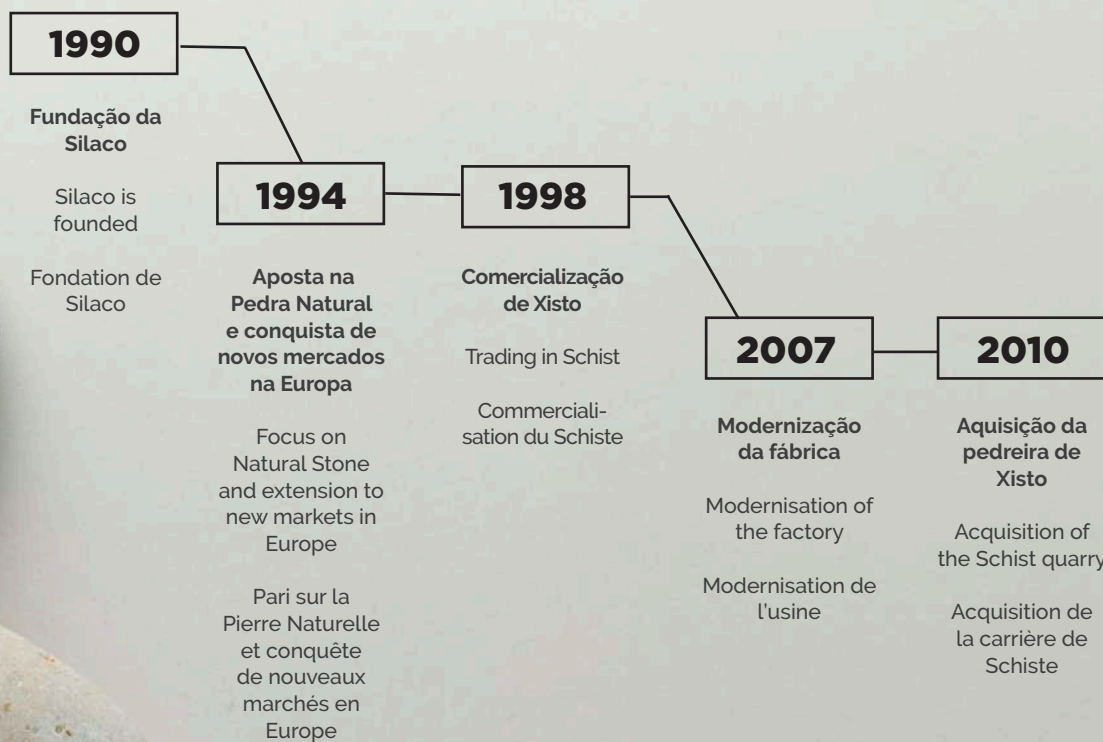 1990
Fundação da
Silaco
Silaco is
founded
Fondation de
Silaco
1994
Aposta na
Pedra Natural
e conquista de
novos mercados
na Europa
Focus on
Natural Stone
and extension to
new markets in
Europe
Pari sur la
Pierre Naturelle
et conquête
de nouveaux
marchés en
Europe
1998
Comercialização
de Xisto
Trading in Schist
Commerciali-
sation du Schiste
2007
Modernização
da fábrica
Modernisation of
the factory
Modernisation de
l'usine
2010
Aquisição da
pedreira de
Xisto
Acquisition of
the Schist quarry
Acquisition de
la carrière de
Schiste